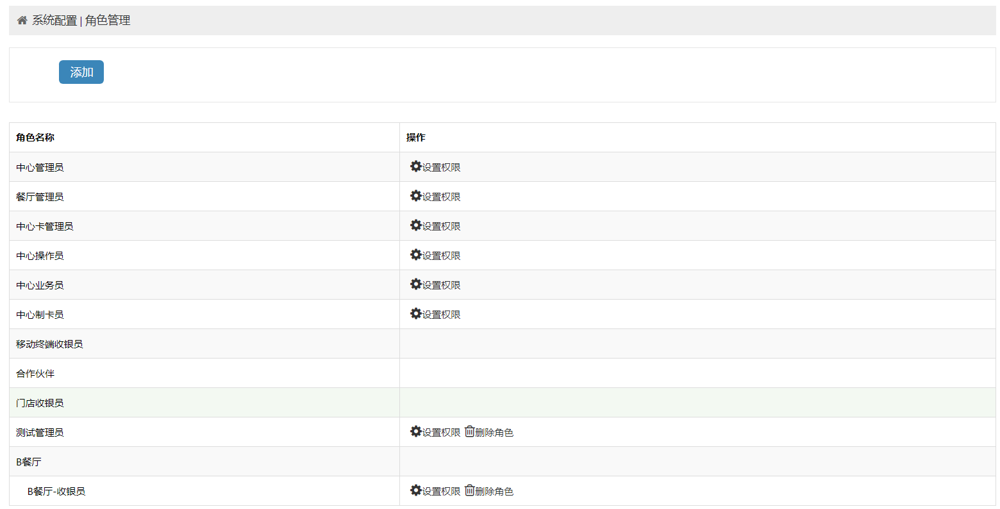 系统配置 | 角色管理
添加
角色名称 操作
中心管理员 设置权限
餐厅管理员 设置权限
中心卡管理员 设置权限
中心操作员 设置权限
中心业务员 设置权限
中心制卡员 设置权限
移动终端收银员
合作伙伴
门店收银员
测试管理员 设置权限 删除角色
B餐厅
B餐厅-收银员 设置权限 删除角色